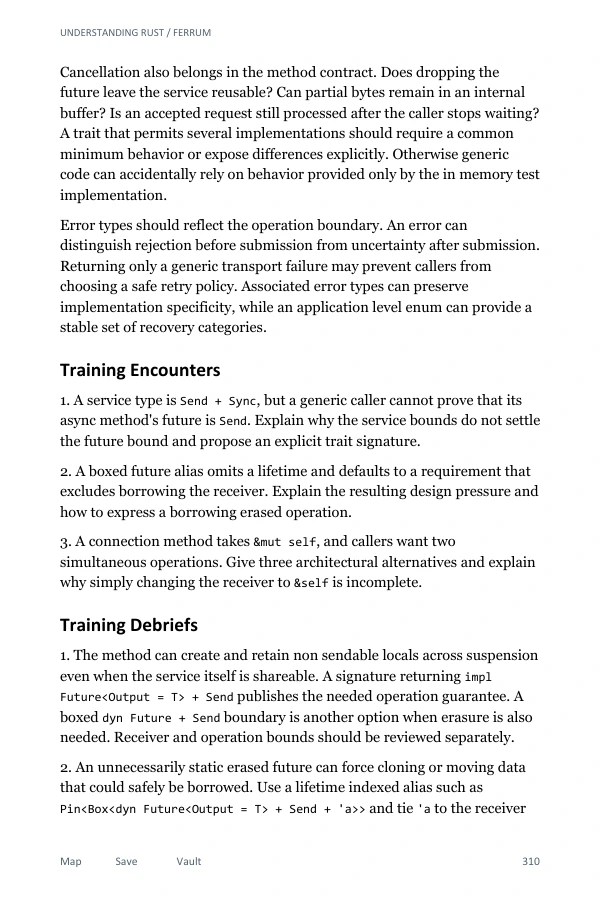 UNDERSTANDING RUST / FERRUM
Cancellation also belongs in the method contract. Does dropping the
future leave the service reusable? Can partial bytes remain in an internal
buffer? Is an accepted request still processed after the caller stops waiting?
A trait that permits several implementations should require a common
minimum behavior or expose differences explicitly. Otherwise generic
code can accidentally rely on behavior provided only by the in memory test
implementation.
Error types should reflect the operation boundary. An error can
distinguish rejection before submission from uncertainty after submission.
Returning only a generic transport failure may prevent callers from
choosing a safe retry policy. Associated error types can preserve
implementation specificity, while an application level enum can provide a
stable set of recovery categories.
Training Encounters
1. A service type is Send + Sync, but a generic caller cannot prove that its
async method's future is Send. Explain why the service bounds do not settle
the future bound and propose an explicit trait signature.
2. A boxed future alias omits a lifetime and defaults to a requirement that
excludes borrowing the receiver. Explain the resulting design pressure and
how to express a borrowing erased operation.
3. A connection method takes &mut self, and callers want two
simultaneous operations. Give three architectural alternatives and explain
why simply changing the receiver to &self is incomplete.
Training Debriefs
1. The method can create and retain non sendable locals across suspension
even when the service itself is shareable. A signature returning impl
Future<Output = T> + Send publishes the needed operation guarantee. A
boxed dyn Future + Send boundary is another option when erasure is also
needed. Receiver and operation bounds should be reviewed separately.
2. An unnecessarily static erased future can force cloning or moving data
that could safely be borrowed. Use a lifetime indexed alias such as
Pin<Box<dyn Future<Output = T> + Send + 'a>> and tie 'a to the receiver
Map Save Vault 310